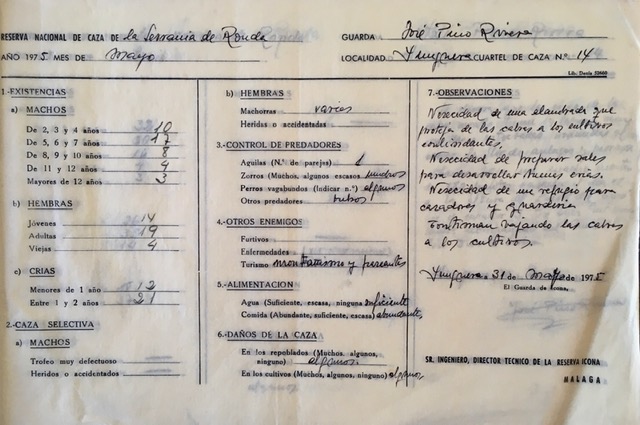 RESERVA NACIONAL DE CAZA DE la Serrania de Ronda
AÑO 1975 MES DE Mayo
GUARDA José Pino Rivera
LOCALIDAD Yunquera CUARTEL DE CAZA N.º 14
Lib. Denis 52660
1.-EXISTENCIAS
a) MACHOS
De 2, 3 y 4 años 10
De 5, 6 y 7 años 17
De 8, 9 y 10 años 8
De 11 y 12 años 4
Mayores de 12 años 3
b) HEMBRAS
Jóvenes 14
Adultas 19
Viejas 4
c) CRIAS
Menores de 1 año 12
Entre 1 y 2 años 21
2.-CAZA SELECTIVA
a) MACHOS
Trofeo muy defectuoso
Heridos o accidentados
b) HEMBRAS
Machorras varias
Heridas o accidentadas
3.-CONTROL DE PREDADORES
Aguilas (N.º de parejas) 1
Zorros (Muchos, algunos escasos) muchos
Perros vagabundos (Indicar n.º) algunos
Otros predadores buhos
4.-OTROS ENEMIGOS
Furtivos
Enfermedades
Turismo montañismo y
5.-ALIMENTACION
Agua (Suficiente, escasa, ninguna) suficiente
Comida (Abundante, suficiente, escasa) abundante
6.-DAÑOS DE LA CAZA
En los repoblados (Muchos, algunos,
ninguno) algunos
En los cultivos (Muchos, algunos, ninguno) algunos
7.-OBSERVACIONES
Necesidad de una alambrada que
proteja de las cabras a los cultivos
colindantes.
Necesidad de preparar sales
para desarrollar buenas crias.
Necesidad de un refugio para
cazadores y guarderia
Continuan bajando las cabras
a los cultivos.
Yunquera 31 de Mayo de 1975
El Guarda de Icona,
SR. INGENIERO, DIRECTOR TECNICO DE LA RESERVA ICONA
MALAGA